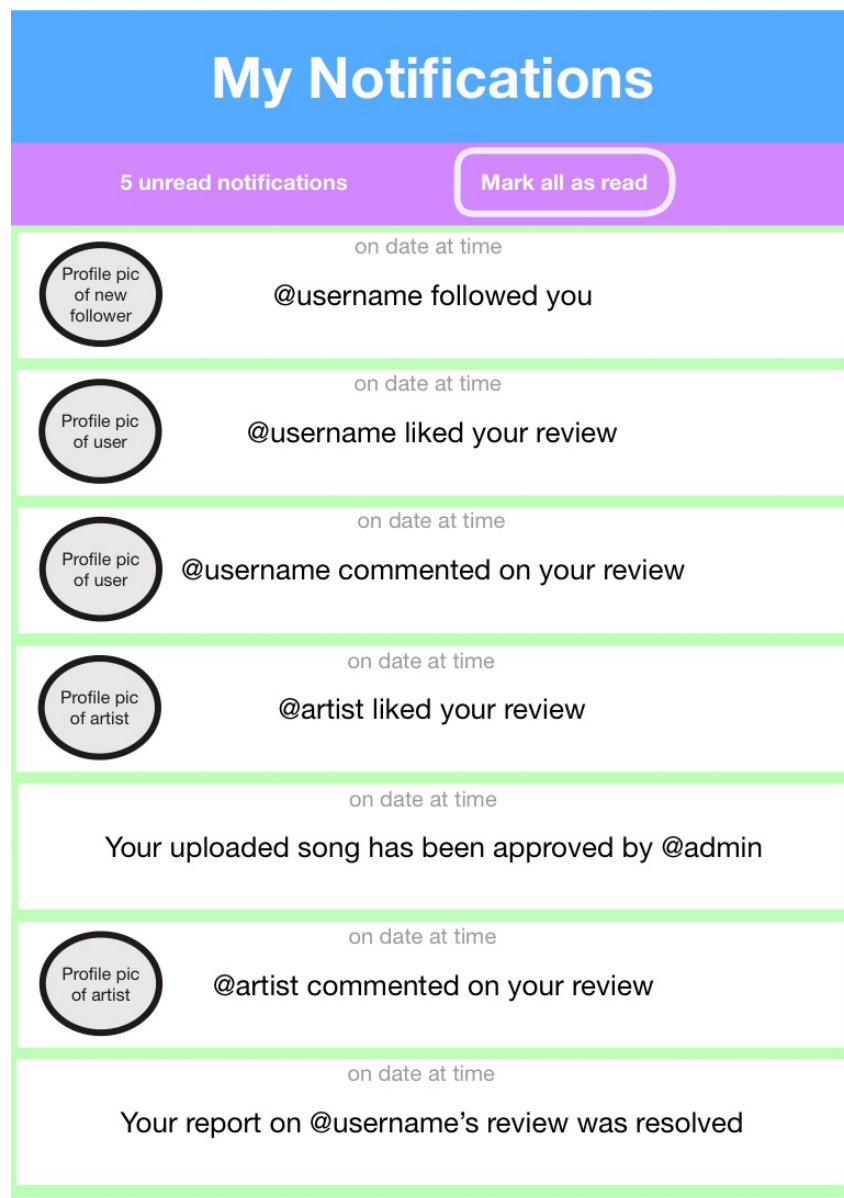 My Notifications
5 unread notifications
Mark all as read
on date at time
Profile pic
of new
follower
@username followed you
on date at time
Profile pic
of user
@username liked your review
on date at time
Profile pic
of user
@username commented on your review
on date at time
Profile pic
of artist
@artist liked your review
on date at time
Your uploaded song has been approved by @admin
on date at time
Profile pic
of artist
@artist commented on your review
on date at time
Your report on @username’s review was resolved